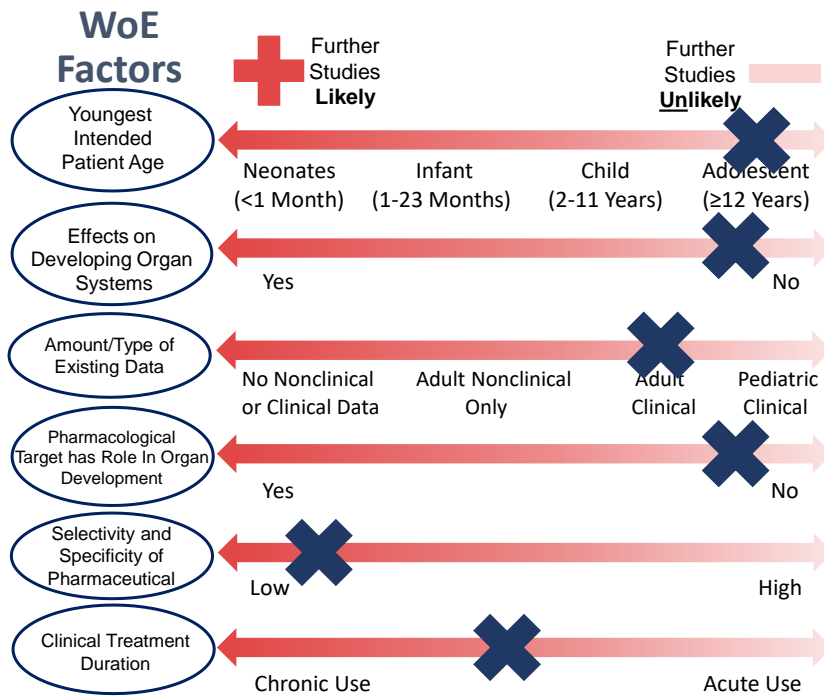 WoE
Factors
Further
Studies
Likely
Further
Studies
Unlikely
Youngest
Intended
Patient Age
Neonates
(<1 Month)
Infant
(1-23 Months)
Child
(2-11 Years)
Adolescent
(≥12 Years)
Effects on
Developing Organ
Systems
Yes
No
Amount/Type of
Existing Data
No Nonclinical
or Clinical Data
Adult Nonclinical
Only
Adult
Clinical
Pediatric
Clinical
Pharmacological
Target has Role In Organ
Development
Yes
No
Selectivity and
Specificity of
Pharmaceutical
Low
High
Clinical Treatment
Duration
Chronic Use
Acute Use